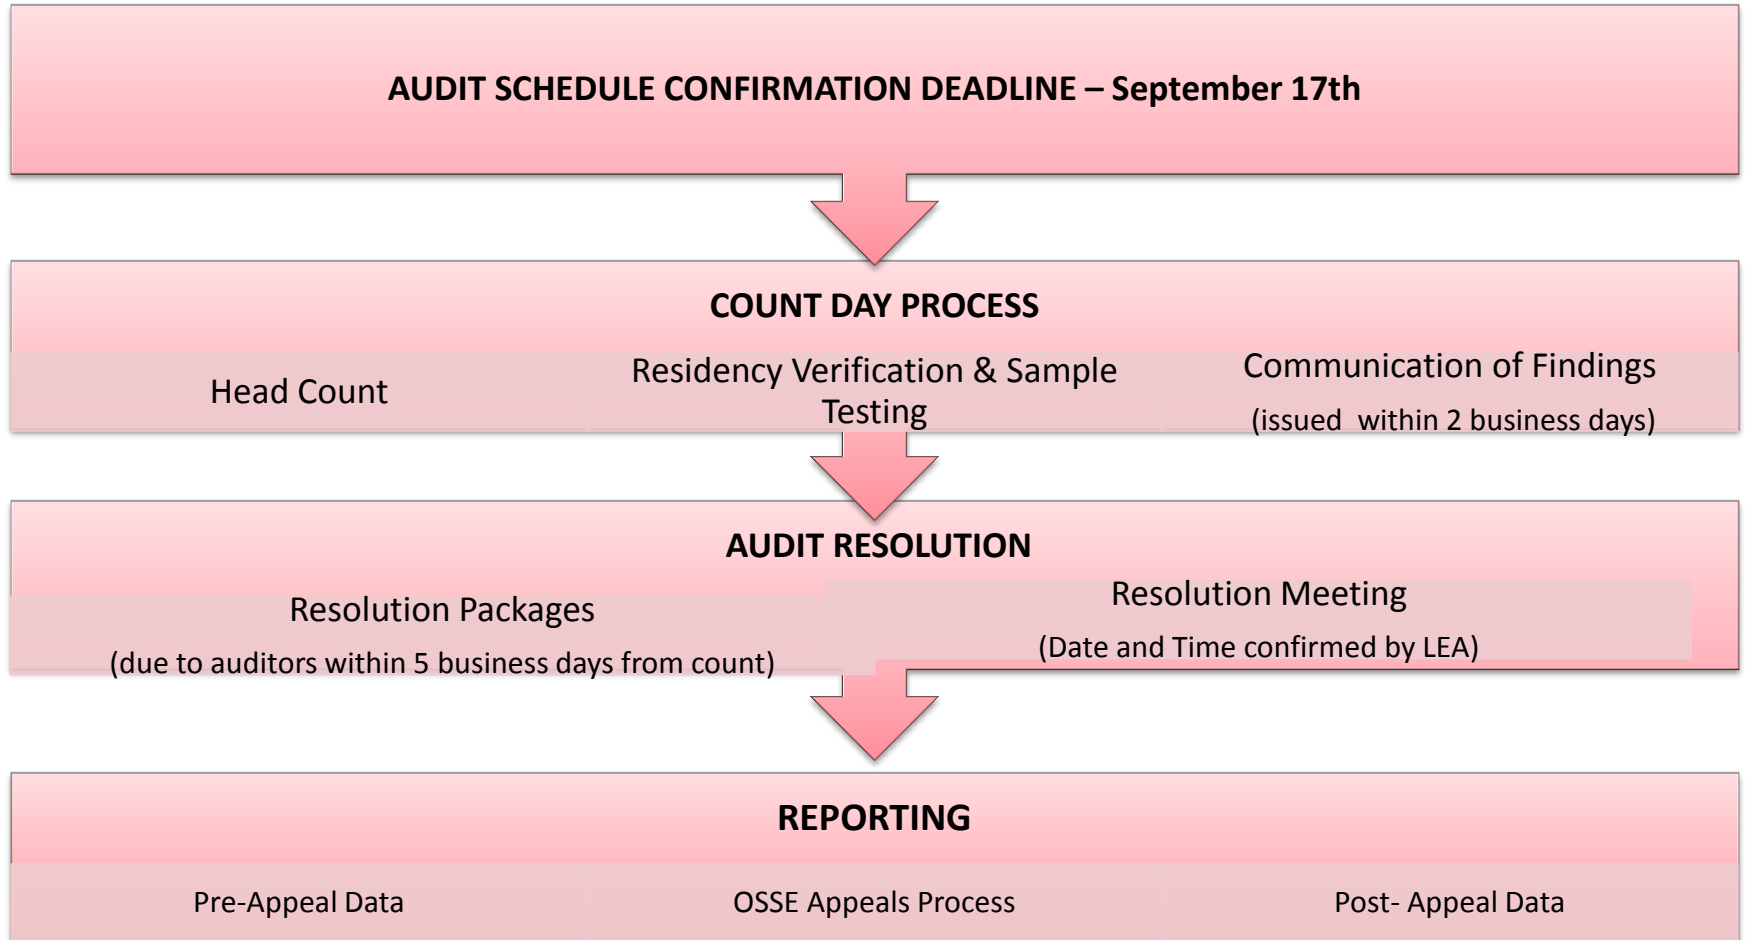 AUDIT SCHEDULE CONFIRMATION DEADLINE – September 17th
COUNT DAY PROCESS
Head Count
Residency Verification & Sample
Testing
Communication of Findings
(issued within 2 business days)
AUDIT RESOLUTION
Resolution Packages
(due to auditors within 5 business days from count)
Resolution Meeting
(Date and Time confirmed by LEA)
REPORTING
Pre-Appeal Data
OSSE Appeals Process
Post- Appeal Data